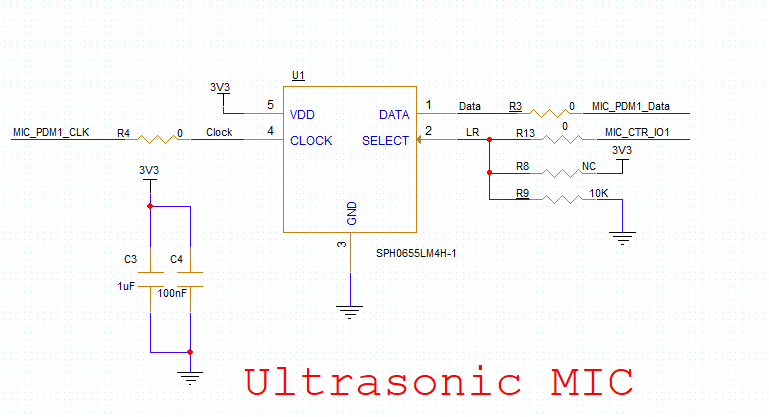 U1
3V3
5
VDD
DATA
1
Data
R3
0
MIC_PDM1_Data
MIC_PDM1_CLK
R4
0
Clock
4
CLOCK
SELECT
2
LR
R13
0
MIC_CTR_IO1
3V3
R8
NC
3V3
R9
10K
GND
3
SPH0655LM4H-1
C3
C4
1uF
100nF
Ultrasonic MIC